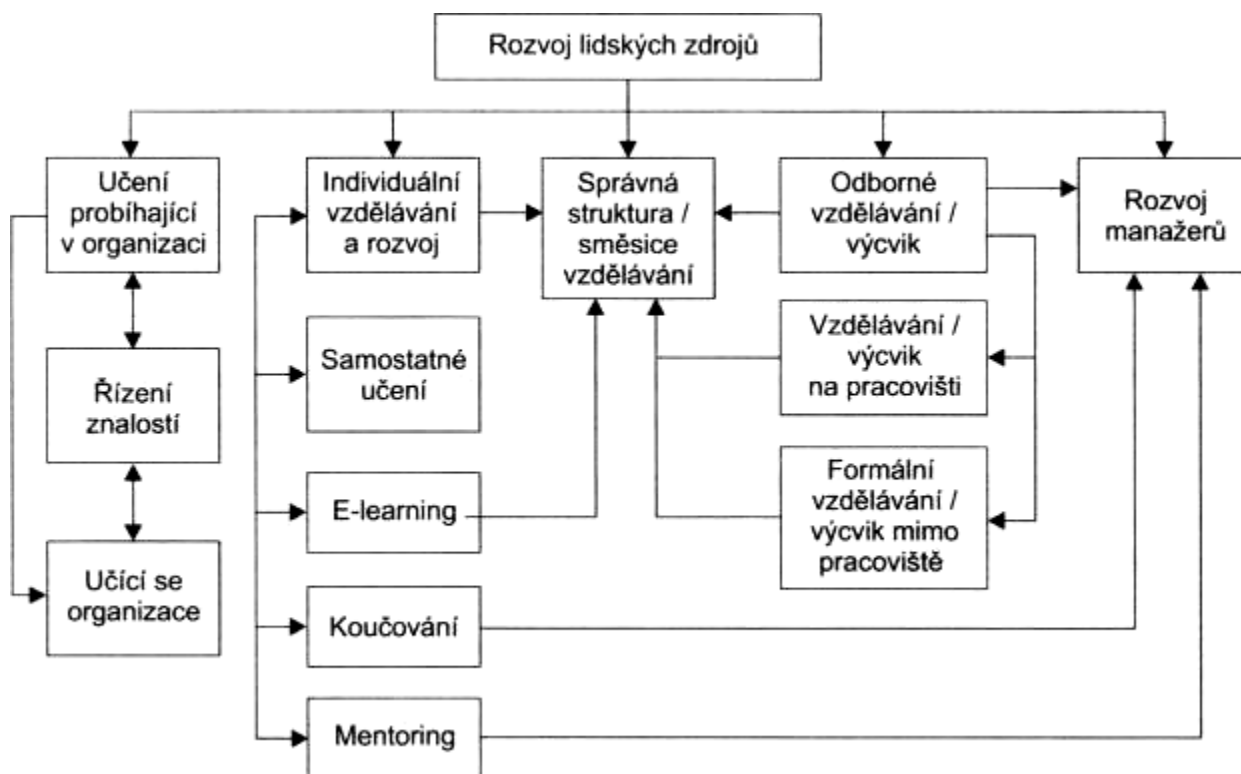 Rozvoj lidských zdrojů
Učení
probíhající
v organizaci
Individuální
vzdělávání
a rozvoj
Správná
struktura /
směsice
vzdělávání
Odborné
vzdělávání /
výcvik
Rozvoj
manažerů
Řízení
znalostí
Samostatné
učení
Vzdělávání /
výcvik
na pracovišti
E-learning
Formální
vzdělávání /
výcvik mimo
pracoviště
Učící se
organizace
Koučování
Mentoring